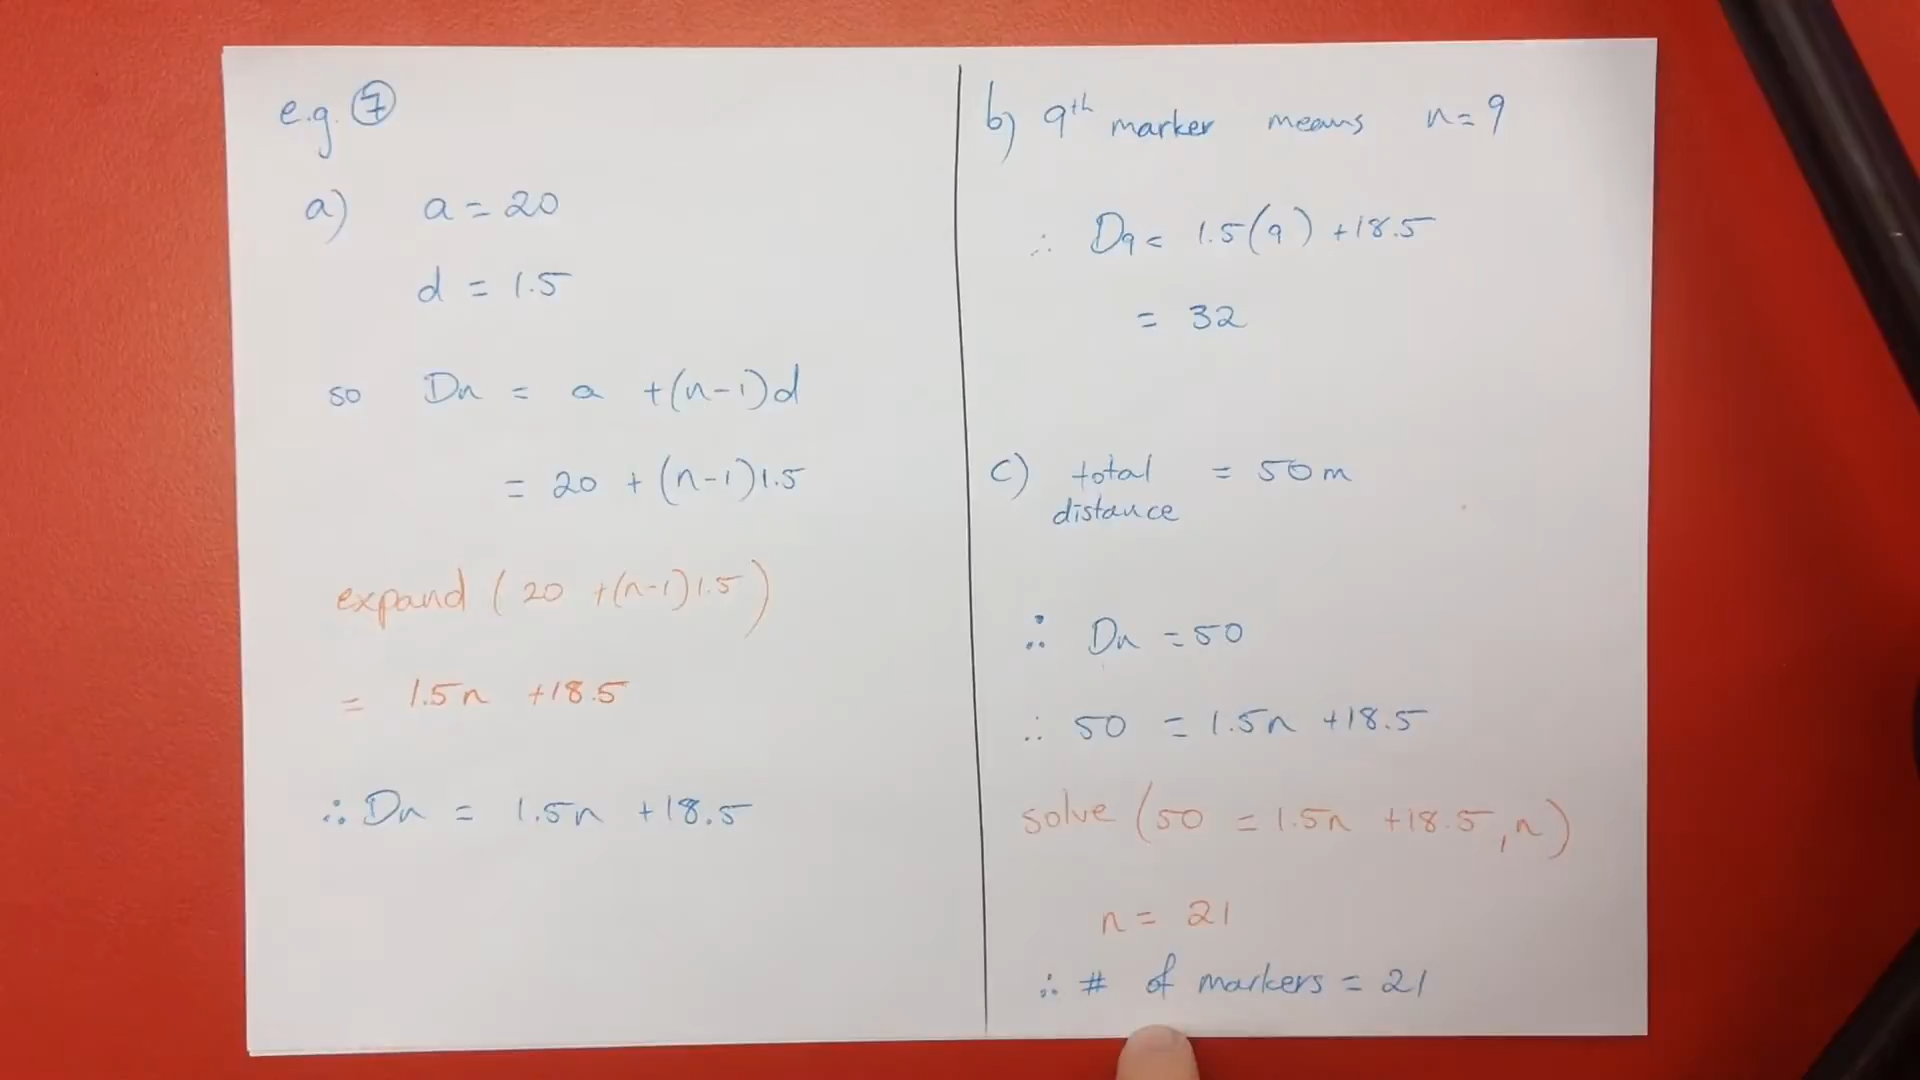 e.g. ⑦
a) a = 20
d = 1.5
so Dn = a + (n-1)d
= 20 + (n-1)1.5
expand (20 + (n-1)1.5)
= 1.5n + 18.5
∴ Dn = 1.5n + 18.5
b) 9th marker means n = 9
∴ D9 = 1.5(9) + 18.5
= 32
c) total = 50m
distance
∴ Dn = 50
∴ 50 = 1.5n + 18.5
solve (50 = 1.5n + 18.5, n)
n = 21
∴ # of markers = 21